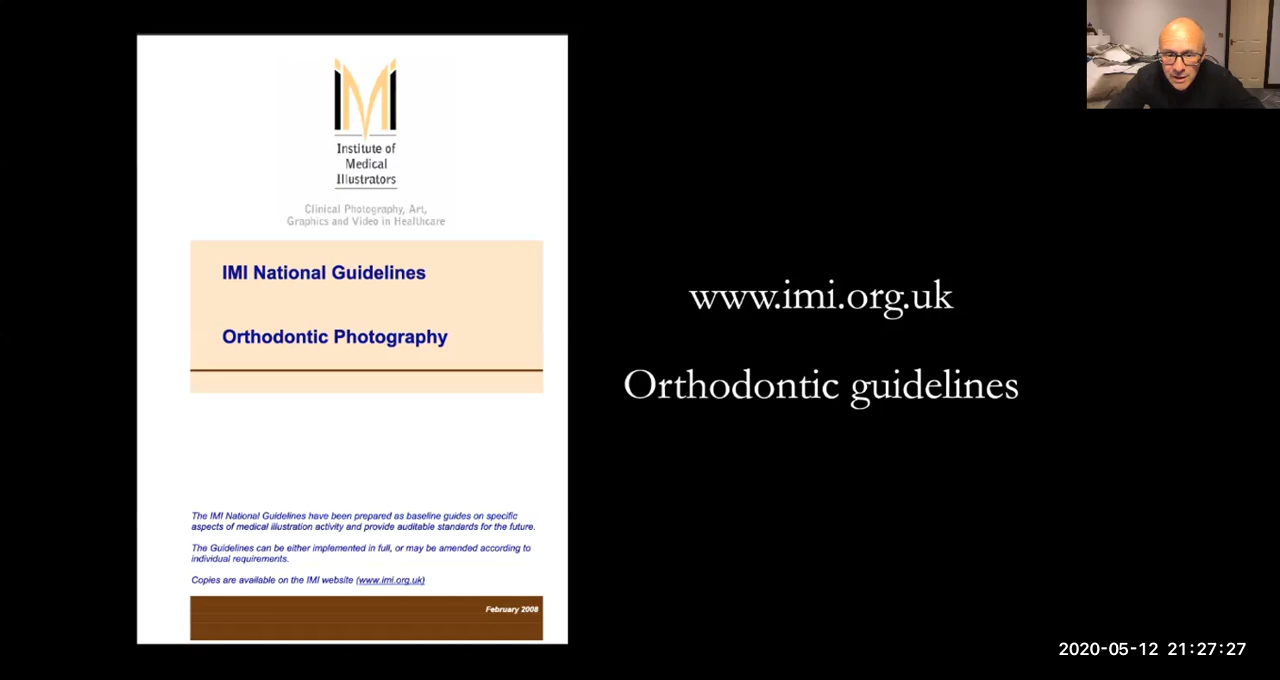 Institute of
Medical
Illustrators
Clinical Photography, Art,
Graphics and Video in Healthcare
IMI National Guidelines
Orthodontic Photography
The IMI National Guidelines have been prepared as baseline guides on specific
aspects of medical illustration activity and provide auditable standards for the future.
The Guidelines can be either implemented in full, or may be amended according to
individual requirements.
Copies are available on the IMI website (www.imi.org.uk)
February 2008
www.imi.org.uk
Orthodontic guidelines
2020-05-12 21:27:27